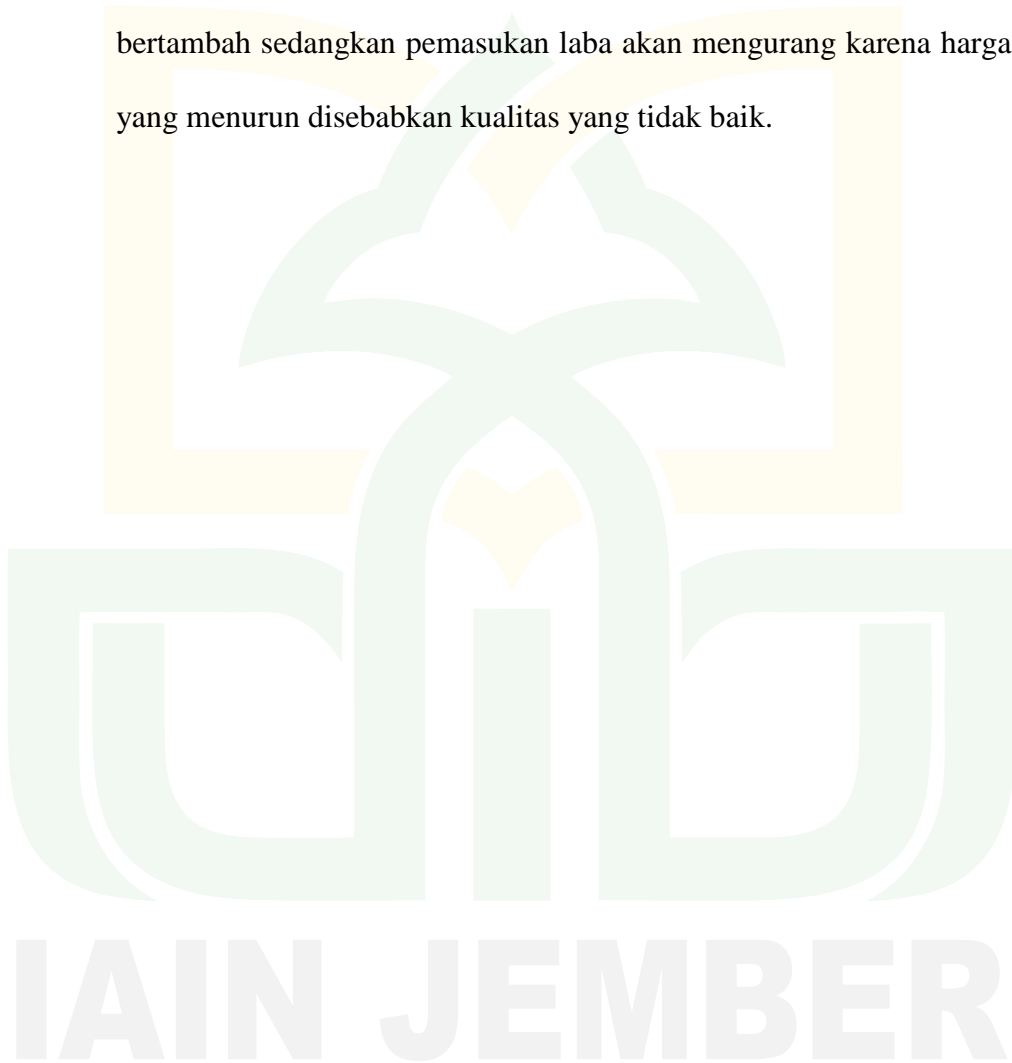 bertambah sedangkan pemasukan laba akan mengurang karena harga
yang menurun disebabkan kualitas yang tidak baik.
IAIN JEMBER